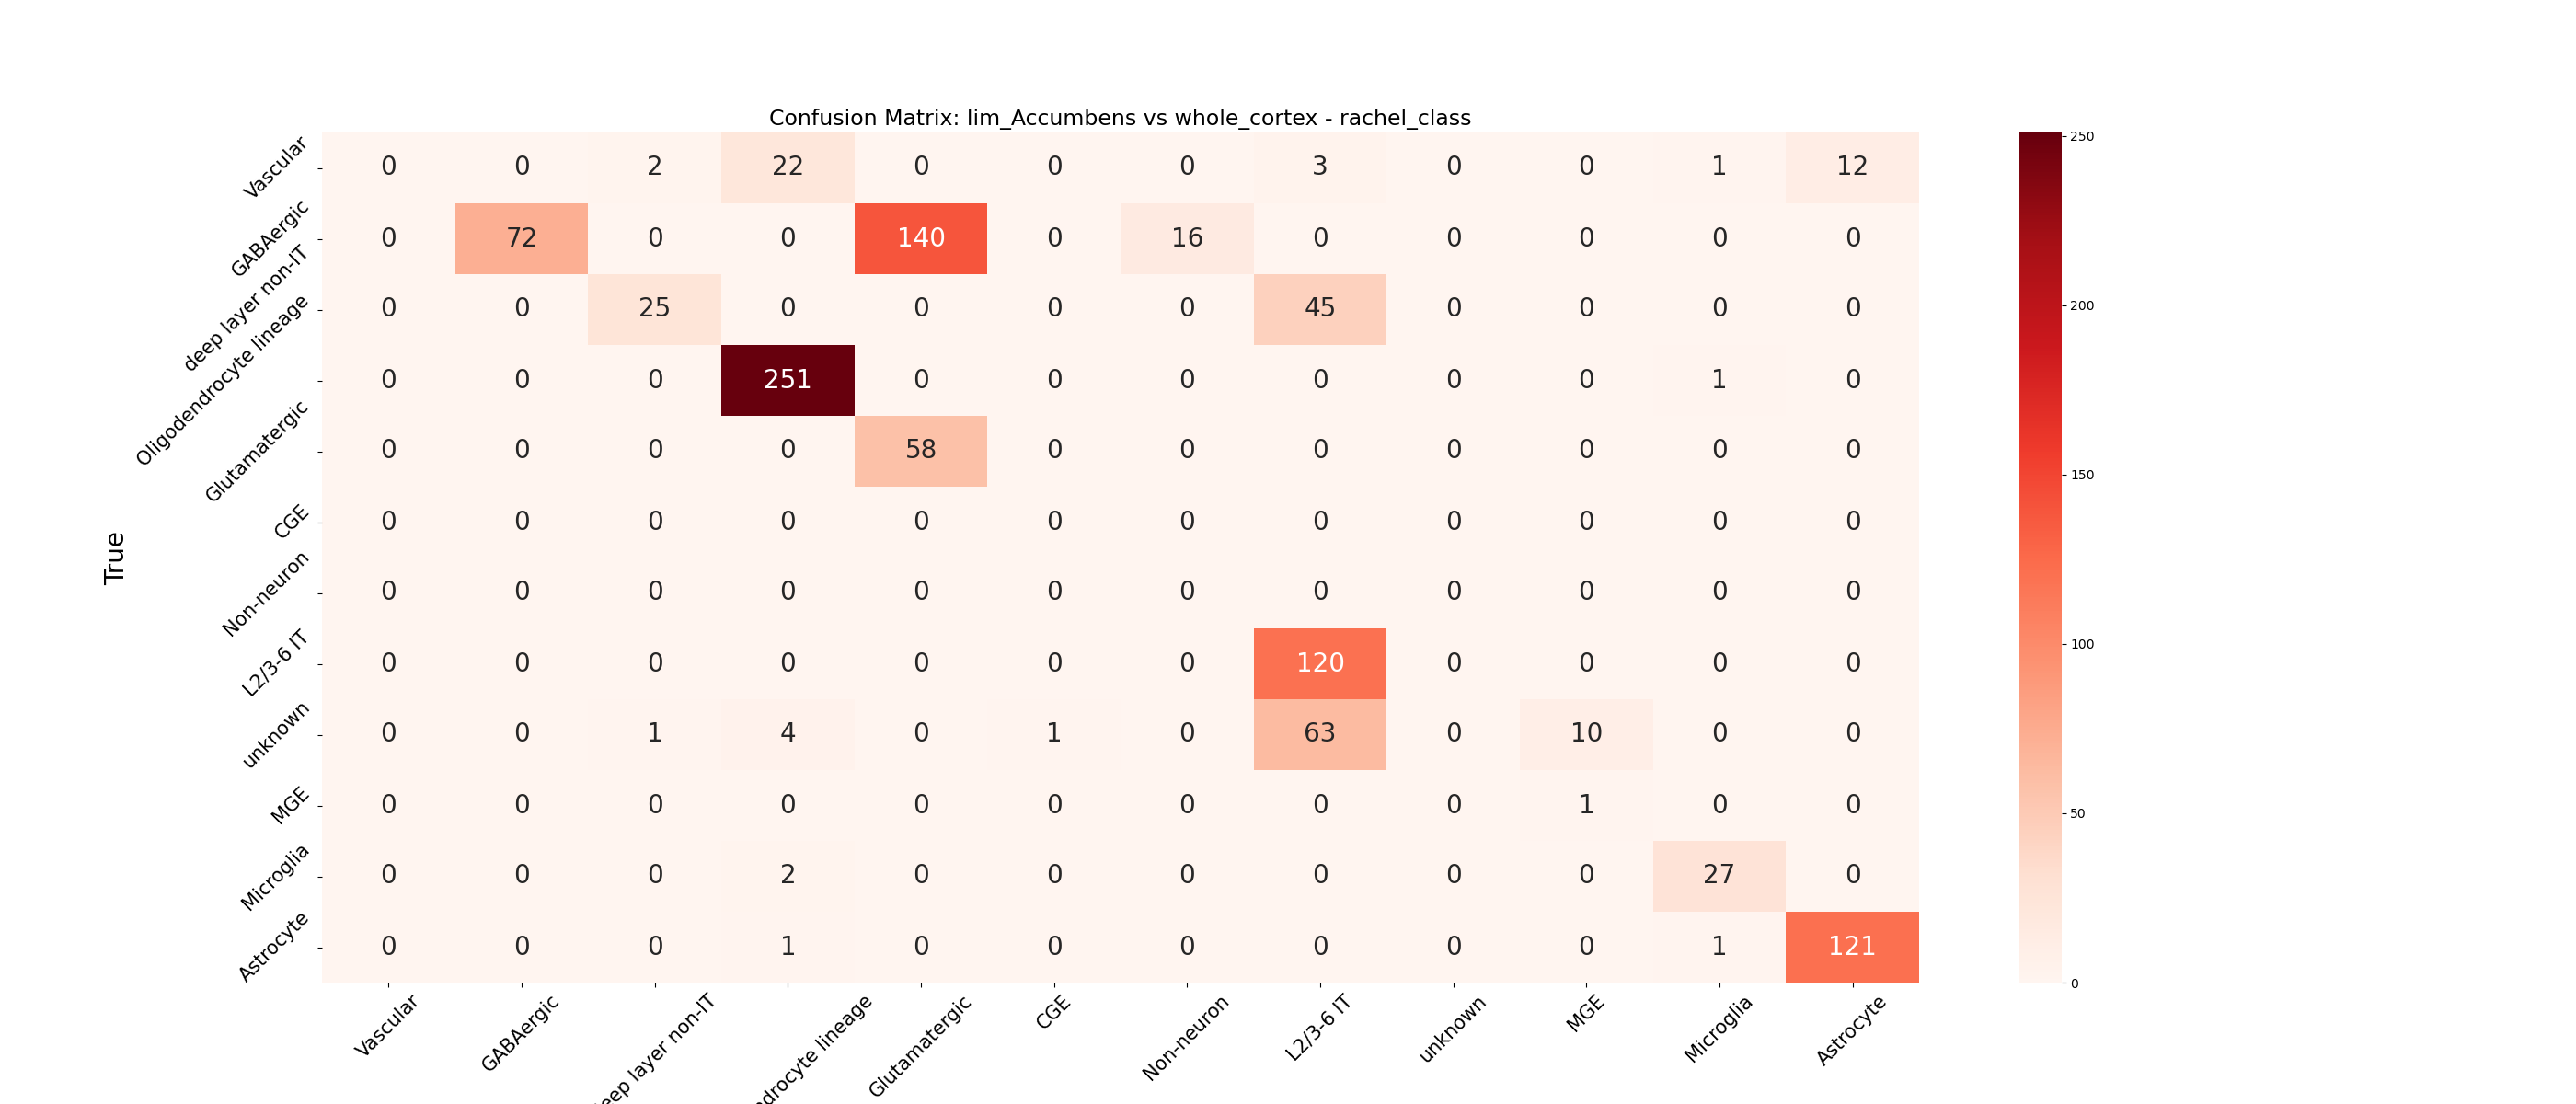 Confusion Matrix: lim_Accumbens vs whole_cortex - rachel_class
Vascular 0 0 2 22 0 0 0 3 0 0 1 12
GABAergic 0 72 0 0 140 0 16 0 0 0 0 0
deep layer non-IT 0 0 25 0 0 0 0 45 0 0 0 0
Oligodendrocyte lineage 0 0 0 251 0 0 0 0 0 0 1 0
Glutamatergic 0 0 0 0 58 0 0 0 0 0 0 0
CGE 0 0 0 0 0 0 0 0 0 0 0 0
Non-neuron 0 0 0 0 0 0 0 0 0 0 0 0
L2/3-6 IT 0 0 0 0 0 0 0 120 0 0 0 0
unknown 0 0 1 4 0 1 0 63 0 10 0 0
MGE 0 0 0 0 0 0 0 0 0 1 0 0
Microglia 0 0 0 2 0 0 0 0 0 0 27 0
Astrocyte 0 0 0 1 0 0 0 0 0 0 1 121
True
Vascular
GABAergic
layer non-IT
lineage
Glutamatergic
CGE
Non-neuron
L2/3-6 IT
unknown
MGE
Microglia
Astrocyte
250
200
150
100
50
0